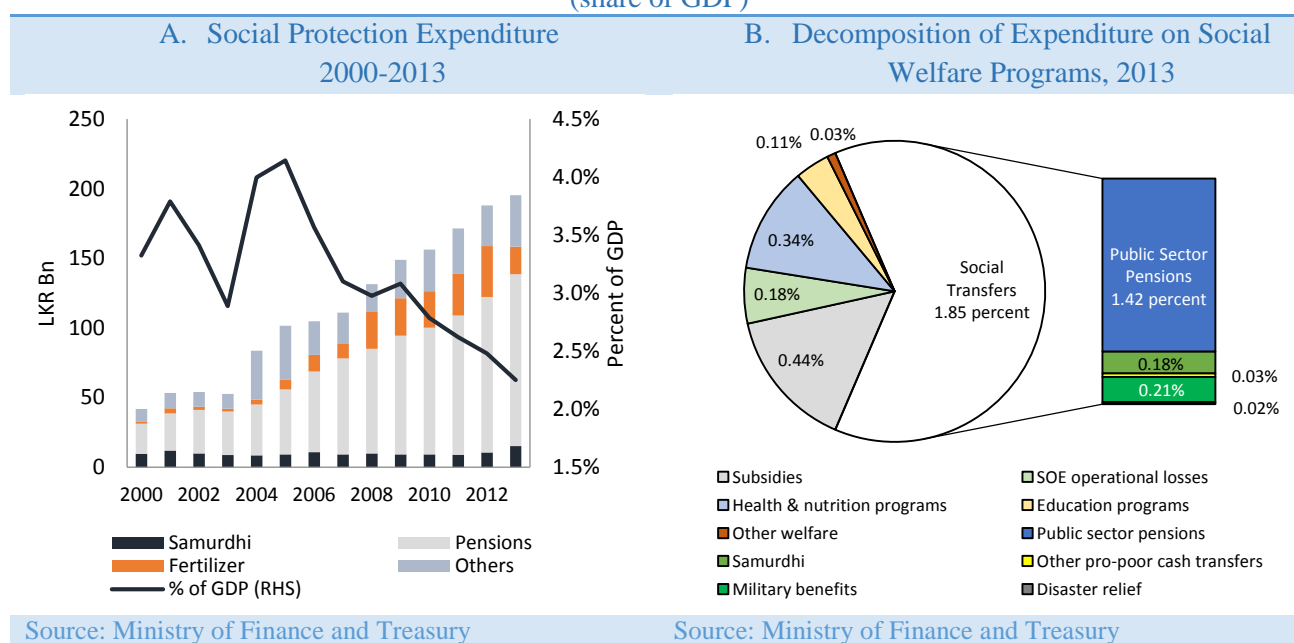 (share of GDP)
A. Social Protection Expenditure
2000-2013
250
200
150
100
50
0
LKR Bn
4.5%
4.0%
3.5%
3.0%
2.5%
2.0%
1.5%
Percent of GDP
2000 2002 2004 2006 2008 2010 2012
Samurdhi Pensions
Fertilizer Others
% of GDP (RHS)
Source: Ministry of Finance and Treasury
B. Decomposition of Expenditure on Social
Welfare Programs, 2013
0.11% 0.03%
0.34%
0.18%
0.44%
Social
Transfers
1.85 percent
Public Sector
Pensions
1.42 percent
0.18%
0.03%
0.21%
0.02%
Subsidies SOE operational losses
Health & nutrition programs Education programs
Other welfare Public sector pensions
Samurdhi Other pro-poor cash transfers
Military benefits Disaster relief
Source: Ministry of Finance and Treasury